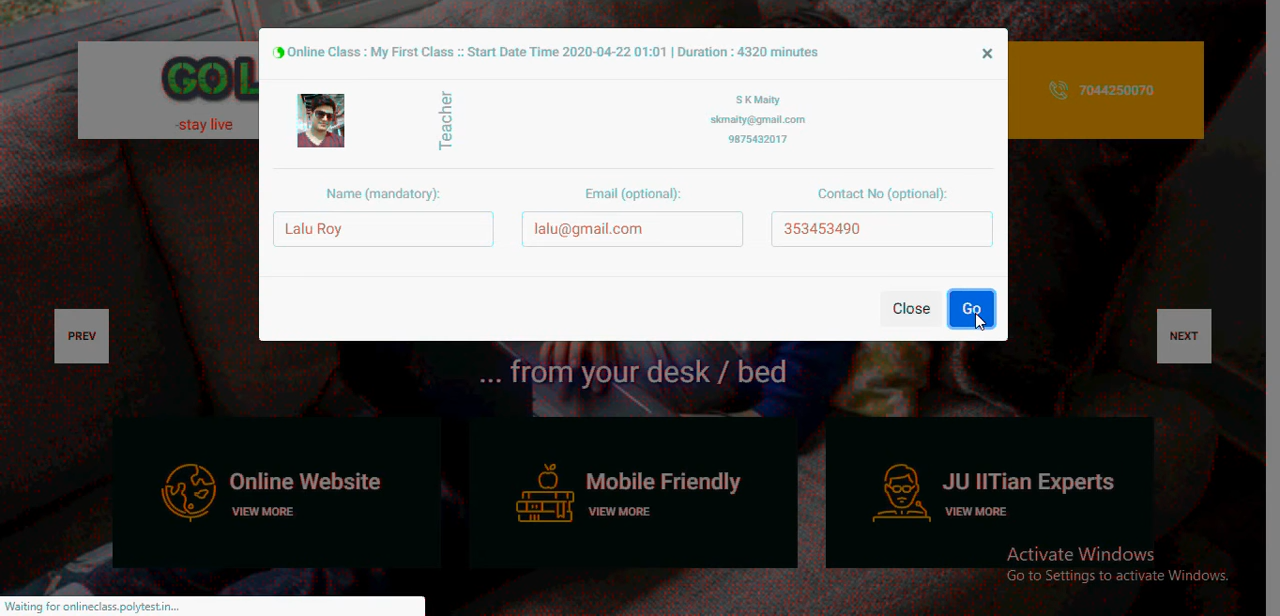 Online Class : My First Class :: Start Date Time 2020-04-22 01:01 | Duration : 4320 minutes
×
GOL
-stay live
7044250070
Teacher
S K Maity
skmaity@gmail.com
9875432017
Name (mandatory):
Email (optional):
Contact No (optional):
Lalu Roy
lalu@gmail.com
353453490
Close
Go
PREV
NEXT
... from your desk / bed
Online Website
VIEW MORE
Mobile Friendly
VIEW MORE
JU IITian Experts
VIEW MORE
Activate Windows
Go to Settings to activate Windows.
Waiting for onlineclass.polytest.in...